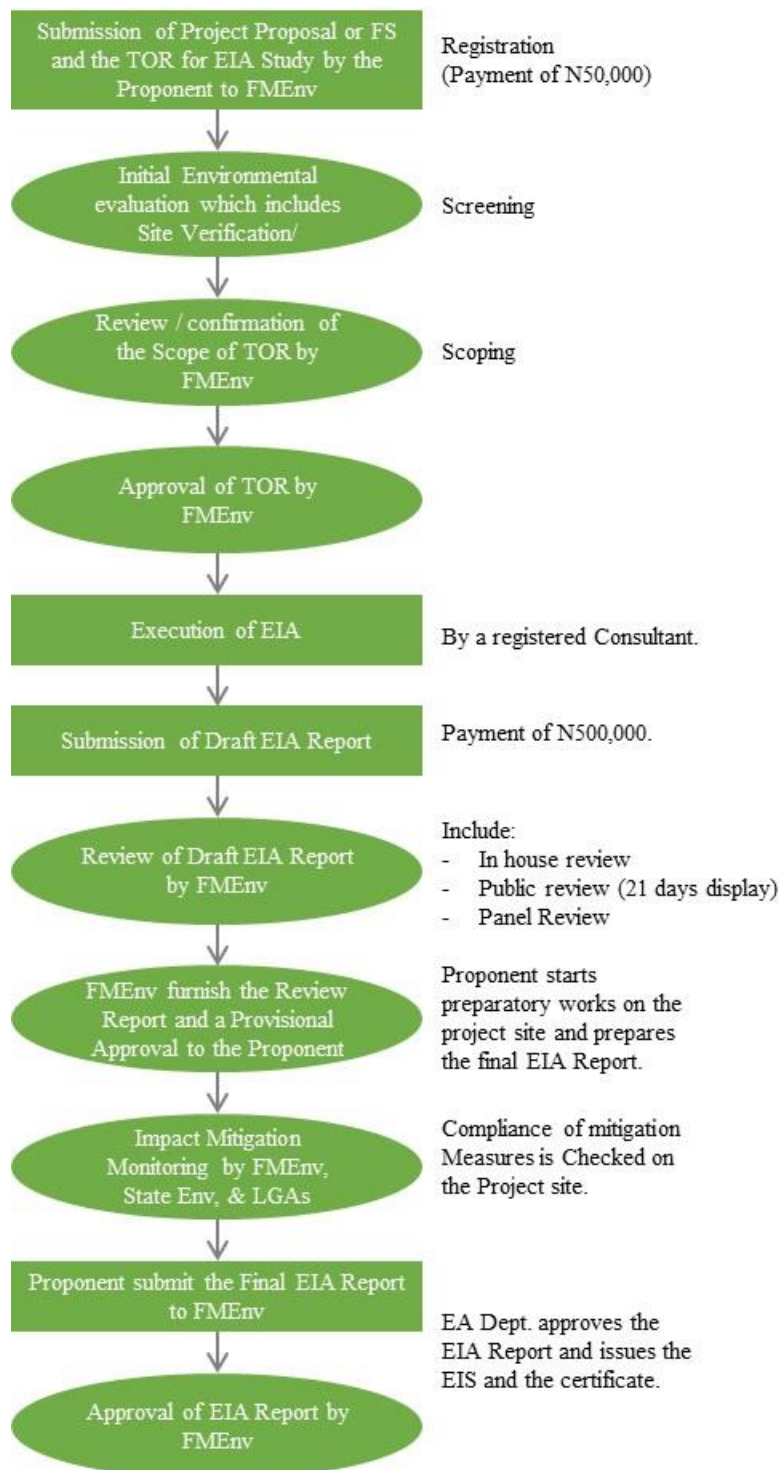 Submission of Project Proposal or FS
and the TOR for EIA Study by the
Proponent to FMEnv
Registration
(Payment of N50,000)
Initial Environmental
evaluation which includes
Site Verification/
Screening
Review / confirmation of
the Scope of TOR by
FMEnv
Scoping
Approval of TOR by
FMEnv
Execution of EIA
By a registered Consultant.
Submission of Draft EIA Report
Payment of N500,000.
Review of Draft EIA Report
by FMEnv
Include:
- In house review
- Public review (21 days display)
- Panel Review
FMEnv furnish the Review
Report and a Provisional
Approval to the Proponent
Proponent starts
preparatory works on the
project site and prepares
the final EIA Report.
Impact Mitigation
Monitoring by FMEnv,
State Env, & LGAs
Compliance of mitigation
Measures is Checked on
the Project site.
Proponent submit the Final EIA Report
to FMEnv
EA Dept. approves the
EIA Report and issues the
EIS and the certificate.
Approval of EIA Report by
FMEnv